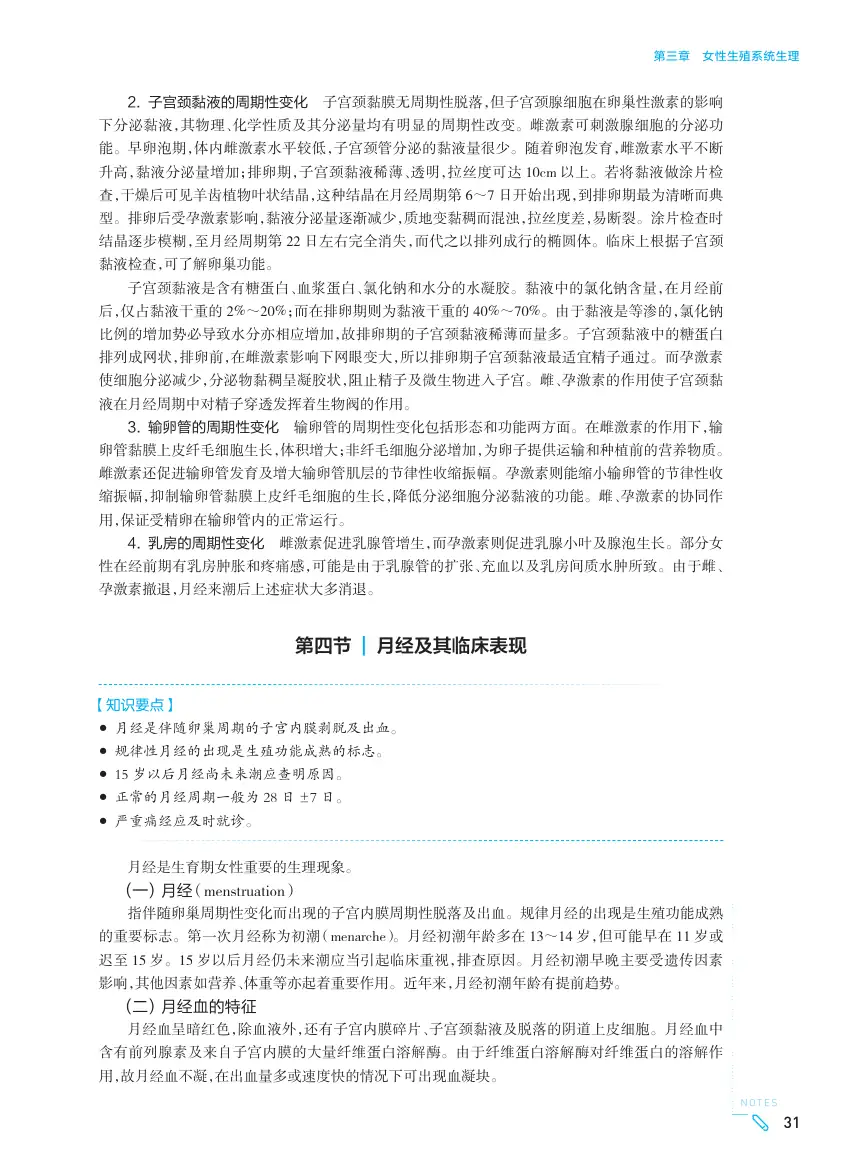 第三章 女性生殖系统生理
2. 子宫颈黏液的周期性变化 子宫颈黏膜无周期性脱落,但子宫颈腺细胞在卵巢性激素的影响
下分泌黏液,其物理、化学性质及其分泌量均有明显的周期性改变。雌激素可刺激腺细胞的分泌功
能。早卵泡期,体内雌激素水平较低,子宫颈管分泌的黏液量很少。随着卵泡发育,雌激素水平不断
升高,黏液分泌量增加;排卵期,子宫颈黏液稀薄、透明,拉丝度可达 10cm 以上。若将黏液做涂片检
查,干燥后可见羊齿植物叶状结晶,这种结晶在月经周期第 6～7 日开始出现,到排卵期最为清晰而典
型。排卵后受孕激素影响,黏液分泌量逐渐减少,质地变黏稠而混浊,拉丝度差,易断裂。涂片检查时
结晶逐步模糊,至月经周期第 22 日左右完全消失,而代之以排列成行的椭圆体。临床上根据子宫颈
黏液检查,可了解卵巢功能。
子宫颈黏液是含有糖蛋白、血浆蛋白、氯化钠和水分的水凝胶。黏液中的氯化钠含量,在月经前
后,仅占黏液干重的 2%～20%;而在排卵期则为黏液干重的 40%～70%。由于黏液是等渗的,氯化钠
比例的增加势必导致水分亦相应增加,故排卵期的子宫颈黏液稀薄而量多。子宫颈黏液中的糖蛋白
排列成网状,排卵前,在雌激素影响下网眼变大,所以排卵期子宫颈黏液最适宜精子通过。而孕激素
使细胞分泌减少,分泌物黏稠呈凝胶状,阻止精子及微生物进入子宫。雌、孕激素的作用使子宫颈黏
液在月经周期中对精子穿透发挥着生物阀的作用。
3. 输卵管的周期性变化 输卵管的周期性变化包括形态和功能两方面。在雌激素的作用下,输
卵管黏膜上皮纤毛细胞生长,体积增大;非纤毛细胞分泌增加,为卵子提供运输和种植前的营养物质。
雌激素还促进输卵管发育及增大输卵管肌层的节律性收缩振幅。孕激素则能缩小输卵管的节律性收
缩振幅,抑制输卵管黏膜上皮纤毛细胞的生长,降低分泌细胞分泌黏液的功能。雌、孕激素的协同作
用,保证受精卵在输卵管内的正常运行。
4. 乳房的周期性变化 雌激素促进乳腺管增生,而孕激素则促进乳腺小叶及腺泡生长。部分女
性在经前期有乳房肿胀和疼痛感,可能是由于乳腺管的扩张、充血以及乳房间质水肿所致。由于雌、
孕激素撤退,月经来潮后上述症状大多消退。
第四节 | 月经及其临床表现
【知识要点】
● 月经是伴随卵巢周期的子宫内膜剥脱及出血。
● 规律性月经的出现是生殖功能成熟的标志。
● 15 岁以后月经尚未来潮应查明原因。
● 正常的月经周期一般为 28 日 ±7 日。
● 严重痛经应及时就诊。
月经是生育期女性重要的生理现象。
(一) 月经(menstruation)
指伴随卵巢周期性变化而出现的子宫内膜周期性脱落及出血。规律月经的出现是生殖功能成熟
的重要标志。第一次月经称为初潮(menarche)。月经初潮年龄多在 13～14 岁,但可能早在 11 岁或
迟至 15 岁。15 岁以后月经仍未来潮应当引起临床重视,排查原因。月经初潮早晚主要受遗传因素
影响,其他因素如营养、体重等亦起着重要作用。近年来,月经初潮年龄有提前趋势。
(二) 月经血的特征
月经血呈暗红色,除血液外,还有子宫内膜碎片、子宫颈黏液及脱落的阴道上皮细胞。月经血中
含有前列腺素及来自子宫内膜的大量纤维蛋白溶解酶。由于纤维蛋白溶解酶对纤维蛋白的溶解作
用,故月经血不凝,在出血量多或速度快的情况下可出现血凝块。
NOTES
31